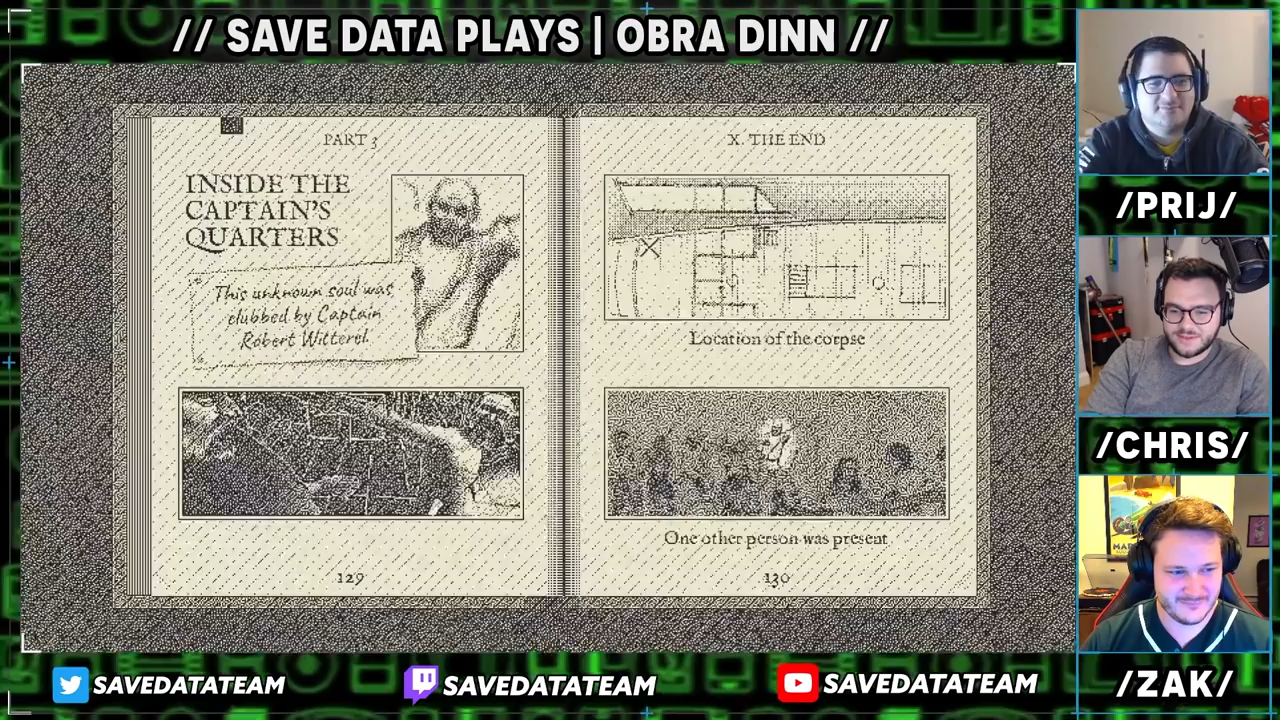 // SAVE DATA PLAYS | OBRA DINN //
PART 3
INSIDE THE
CAPTAIN'S
QUARTERS
This unknown soul was
clubbed by Captain
Robert Witterel.
129
X. THE END
Location of the corpse
One other person was present
130
/PRIJ/
/CHRIS/
/ZAK/
SAVEDATATEAM
SAVEDATATEAM
SAVEDATATEAM